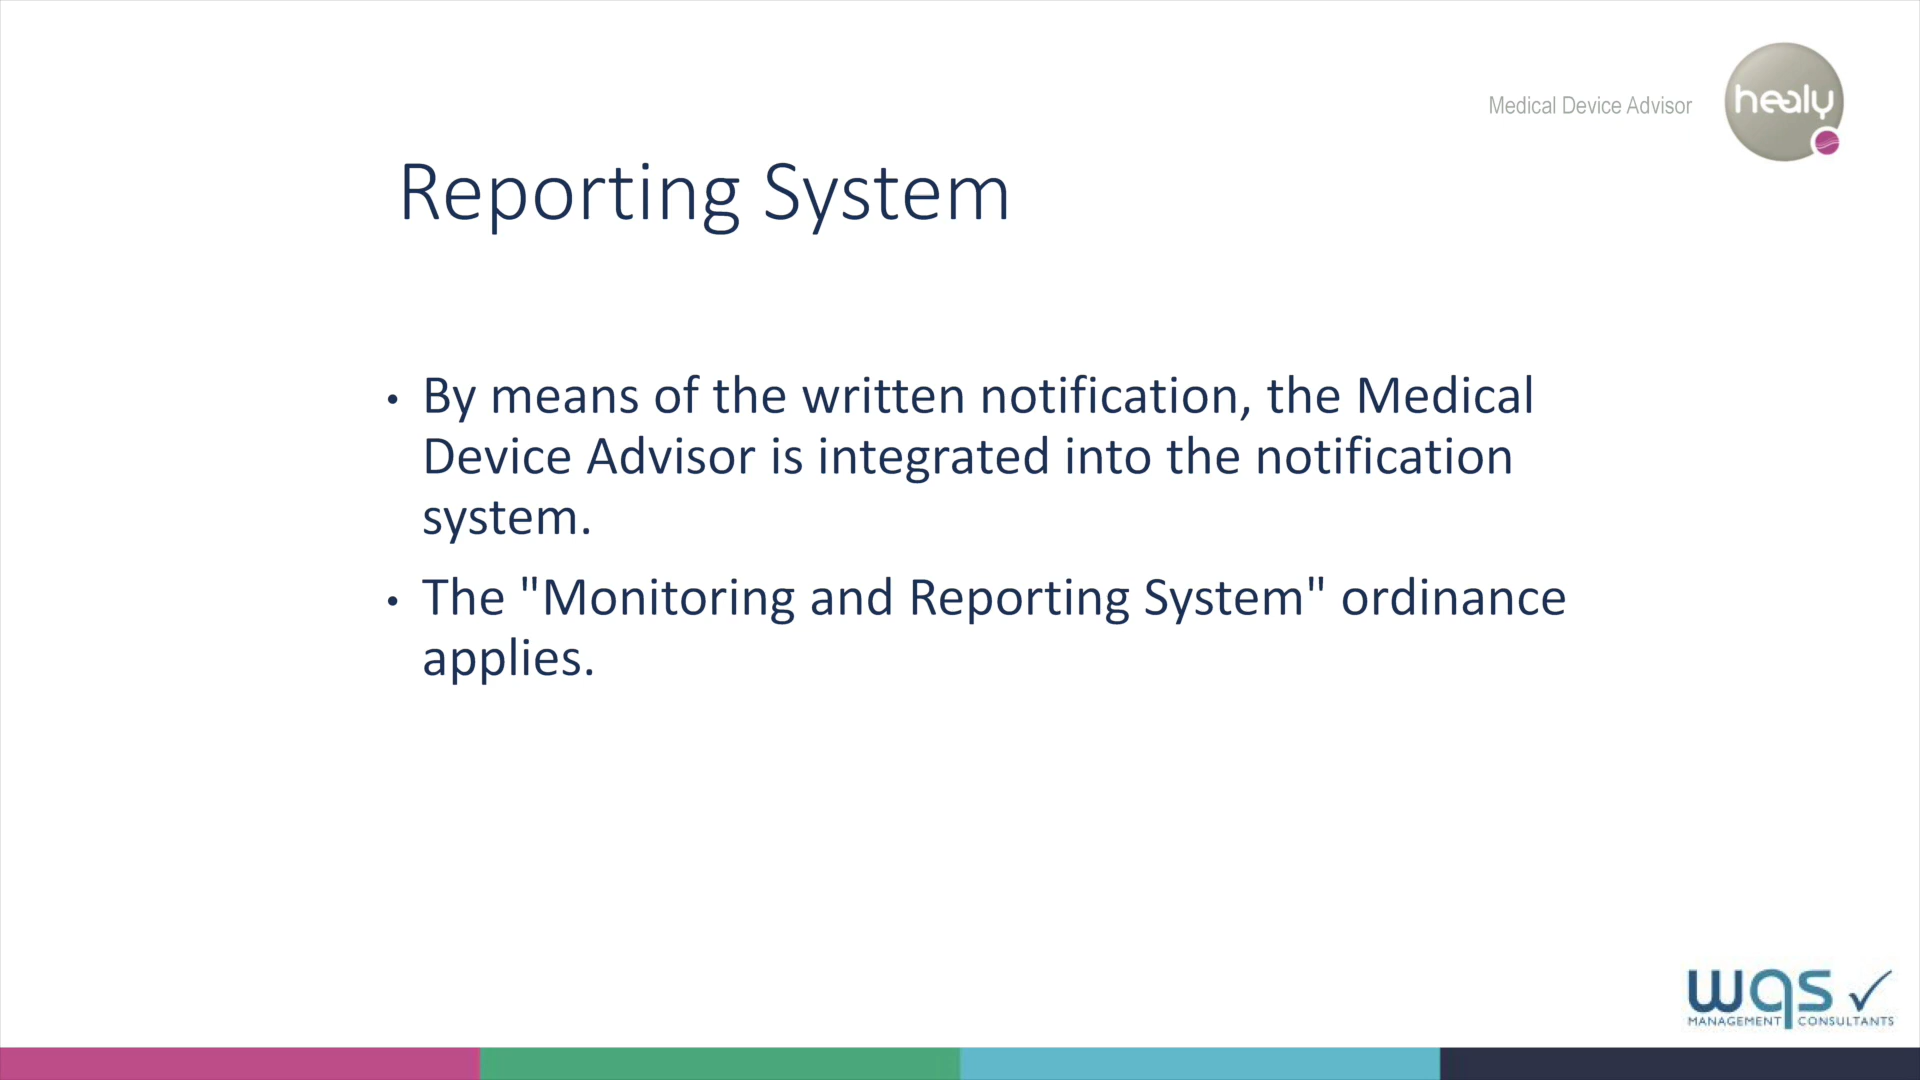 Medical Device Advisor
healy
Reporting System
• By means of the written notification, the Medical
Device Advisor is integrated into the notification
system.
• The "Monitoring and Reporting System" ordinance
applies.
wqs
MANAGEMENT CONSULTANTS